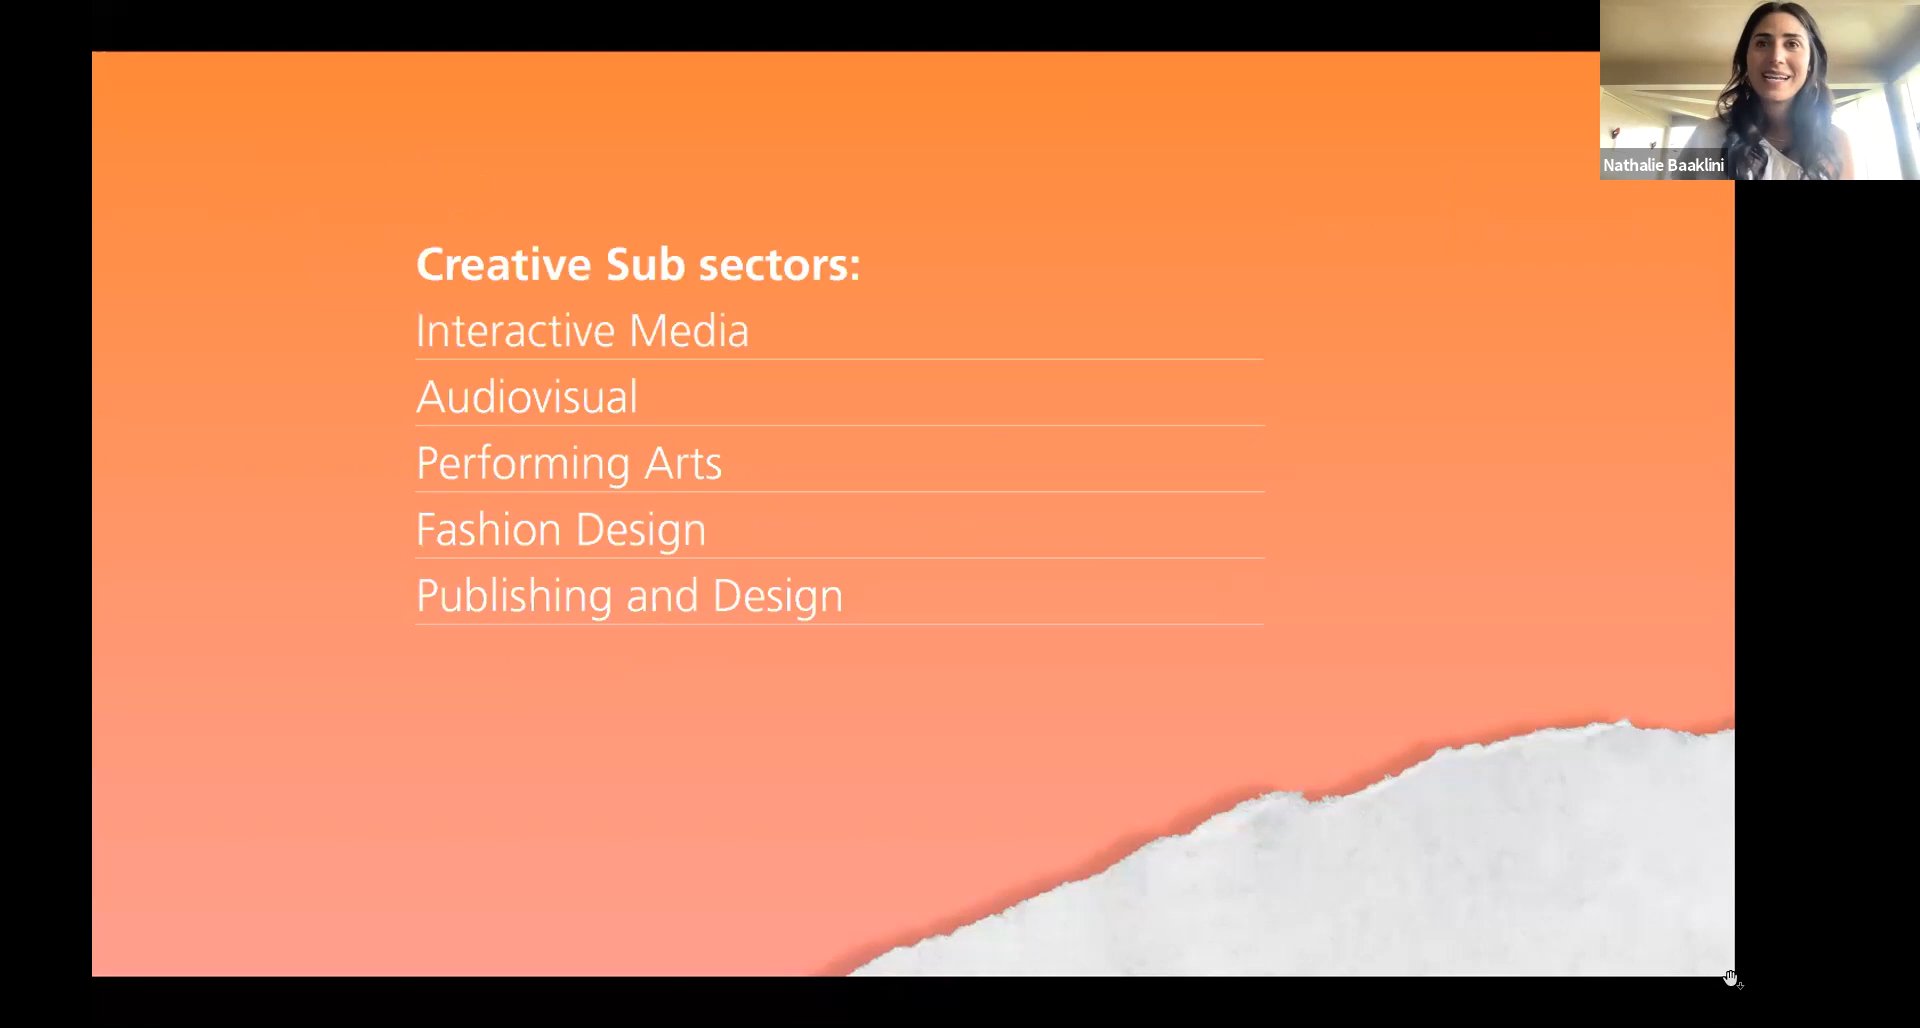 Creative Sub sectors:
Interactive Media
Audiovisual
Performing Arts
Fashion Design
Publishing and Design
Nathalie Baaklini